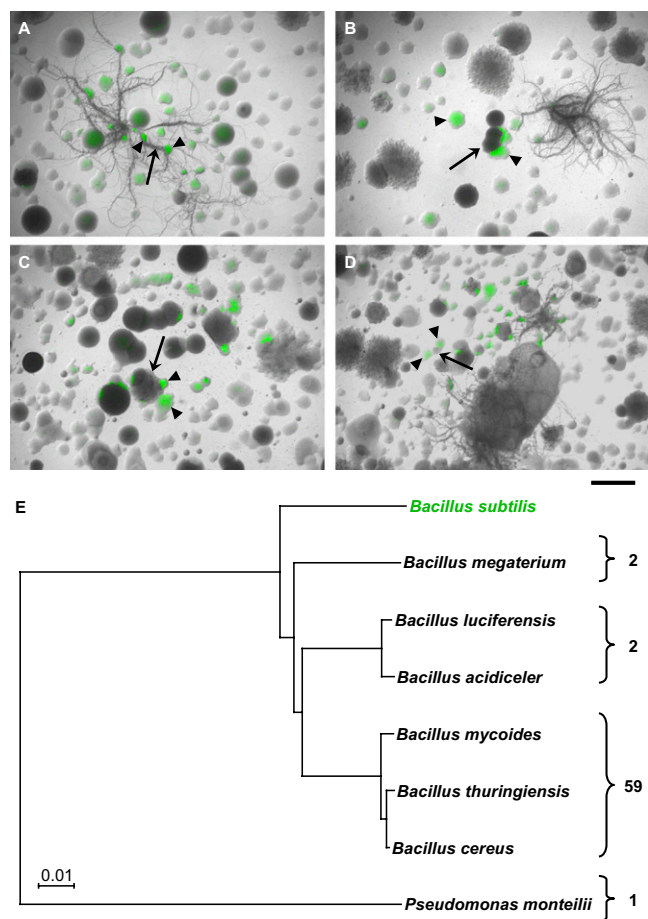 A
B
C
D
E
Bacillus subtilis
Bacillus megaterium
2
Bacillus luciferensis
2
Bacillus acidiceler
Bacillus mycoides
Bacillus thuringiensis
59
Bacillus cereus
0.01
Pseudomonas monteilii
1